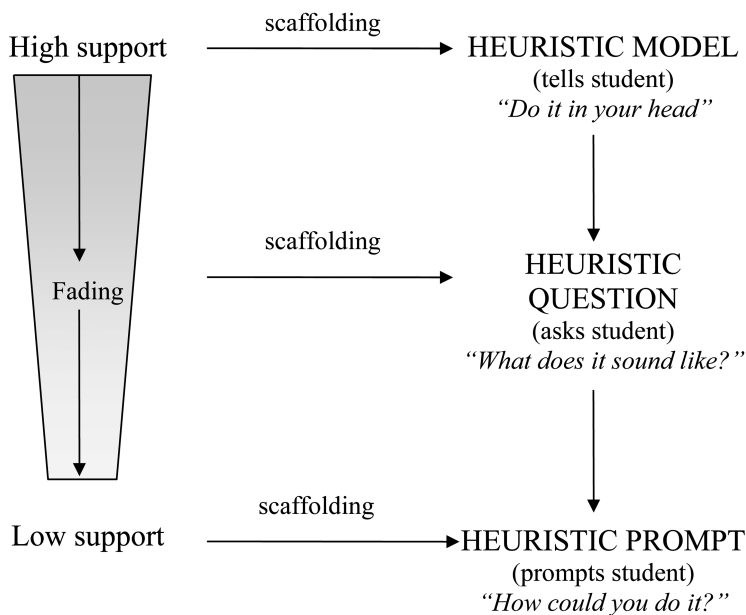 scaffolding
High support
HEURISTIC MODEL
(tells student)
“Do it in your head”
scaffolding
Fading
HEURISTIC
QUESTION
(asks student)
“What does it sound like?”
scaffolding
Low support
HEURISTIC PROMPT
(prompts student)
“How could you do it?”